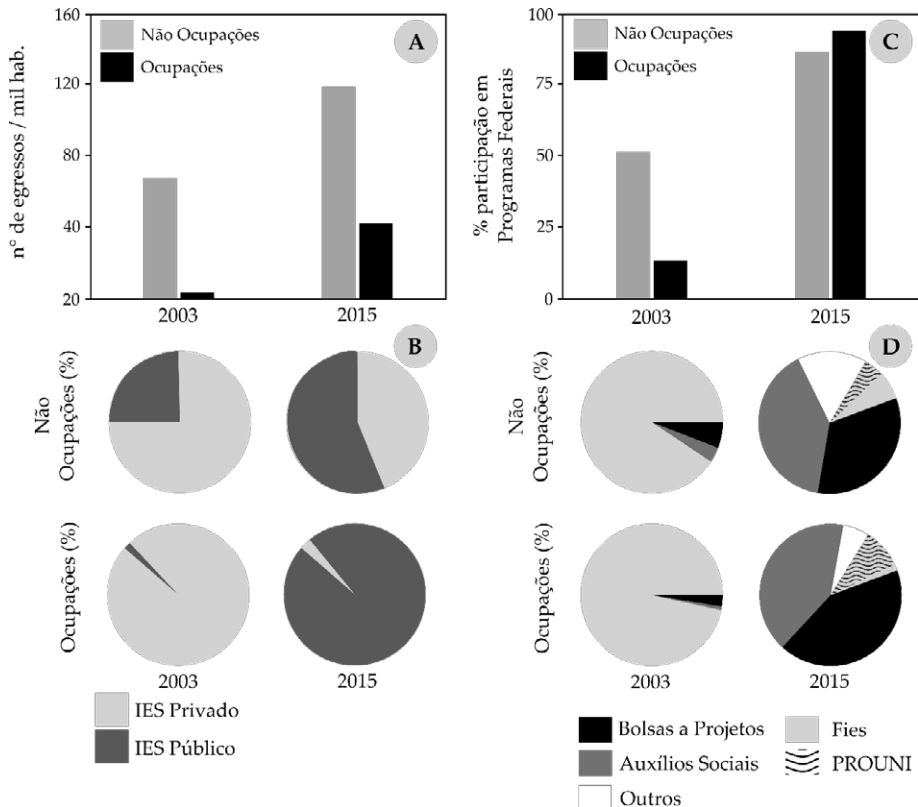 160
120
80
40
20
n° de egressos / mil hab.
Não Ocupações
Ocupações
A
2003
2015
100
75
50
25
0
% participação em
Programas Federais
Não Ocupações
Ocupações
C
2003
2015
B
Não
Ocupações (%)
Ocupações (%)
2003
2015
IES Privado
IES Público
D
Não
Ocupações (%)
Ocupações (%)
2003
2015
Bolsas a Projetos
Auxílios Sociais
Outros
Fies
PROUNI